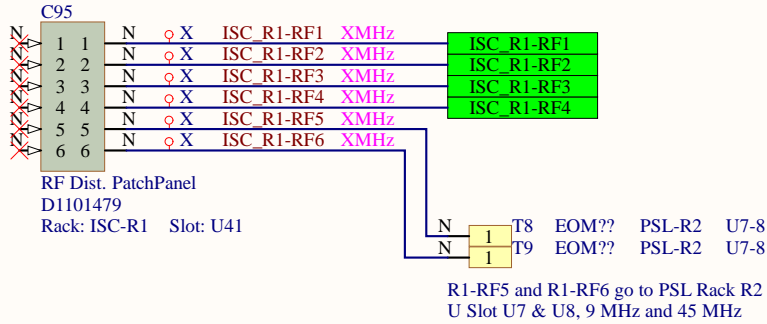 C95
N 1 1 N X ISC_R1-RF1 XMHz ISC_R1-RF1
N 2 2 N X ISC_R1-RF2 XMHz ISC_R1-RF2
N 3 3 N X ISC_R1-RF3 XMHz ISC_R1-RF3
N 4 4 N X ISC_R1-RF4 XMHz ISC_R1-RF4
N 5 5 N X ISC_R1-RF5 XMHz
N 6 6 N X ISC_R1-RF6 XMHz
RF Dist. PatchPanel
D1101479
Rack: ISC-R1 Slot: U41
N 1 T8 EOM?? PSL-R2 U7-8
N 1 T9 EOM?? PSL-R2 U7-8
R1-RF5 and R1-RF6 go to PSL Rack R2
U Slot U7 & U8, 9 MHz and 45 MHz